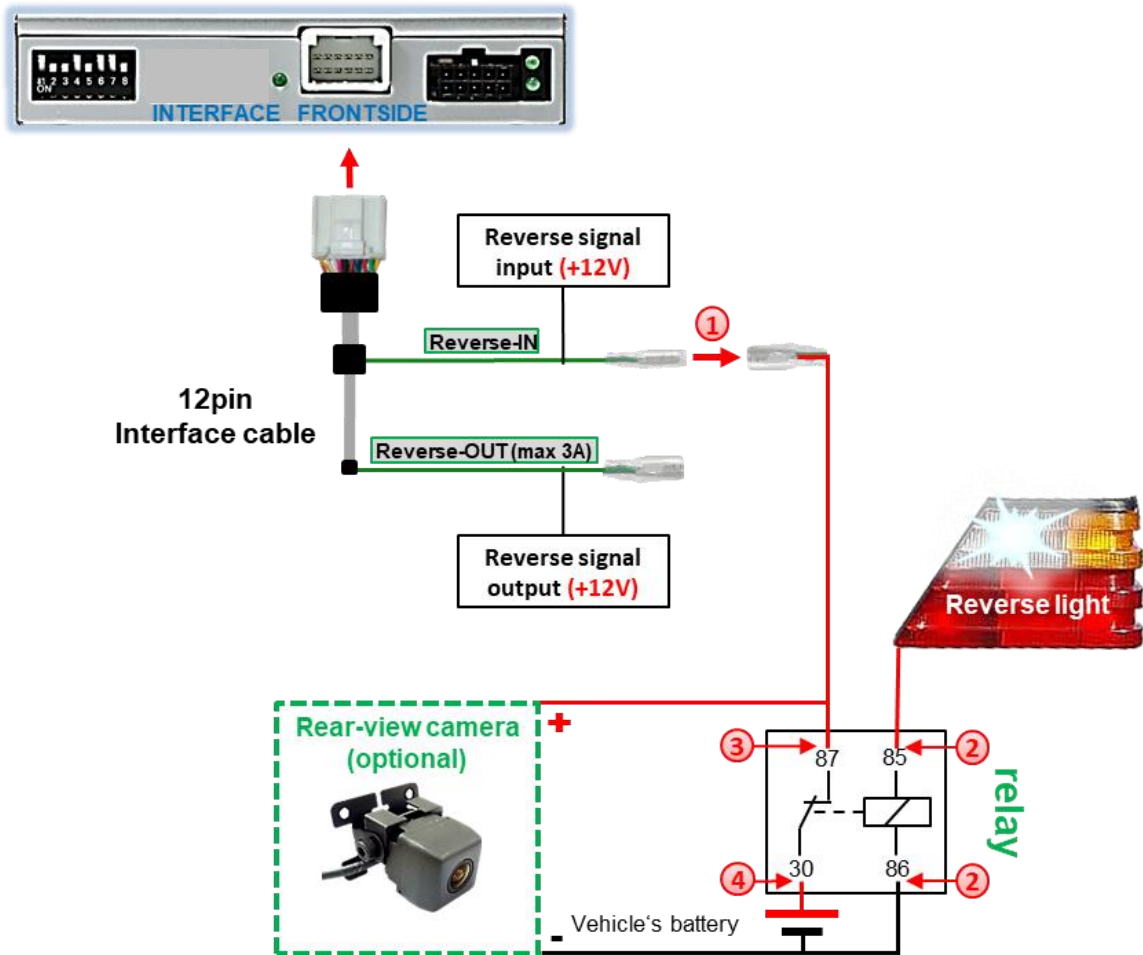 1 2 3 4 5 6 7 8
ON
INTERFACE FRONTSIDE
Reverse signal
input (+12V)
1
Reverse-IN
12pin
Interface cable
Reverse-OUT(max 3A)
Reverse signal
output (+12V)
Reverse light
Rear-view camera
(optional)
+
3
87
85
2
relay
4
30
86
2
Vehicle‘s battery
-